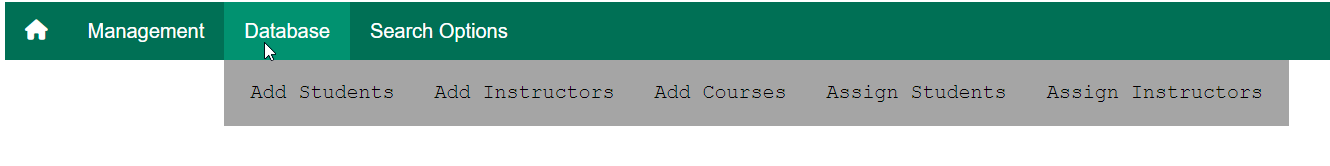 Management Database Search Options
Add Students Add Instructors Add Courses Assign Students Assign Instructors